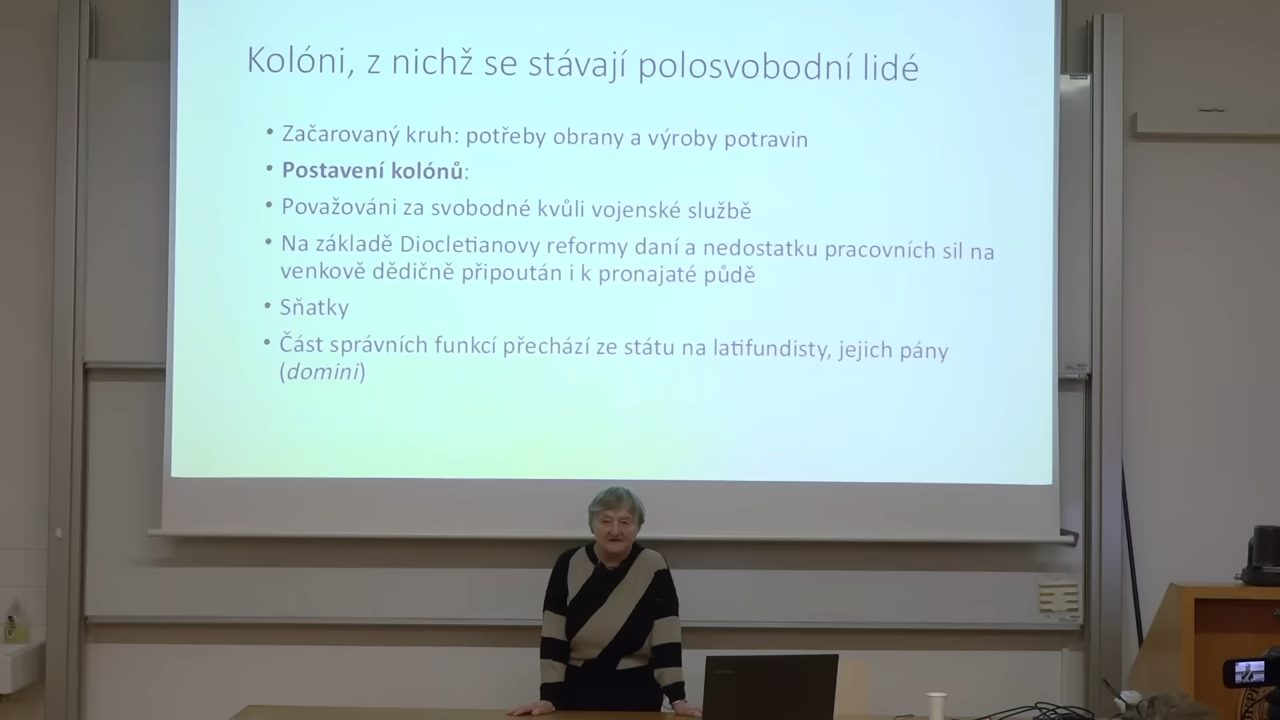 Kolóni, z nichž se stávají polosvobodní lidé
• Začarovaný kruh: potřeby obrany a výroby potravin
• Postavení kolónů:
• Považováni za svobodné kvůli vojenské službě
• Na základě Diocletianovy reformy daní a nedostatku pracovních sil na
venkově dědičně připoután i k pronajaté půdě
• Sňatky
• Část správních funkcí přechází ze státu na latifundisty, jejich pány
(domini)